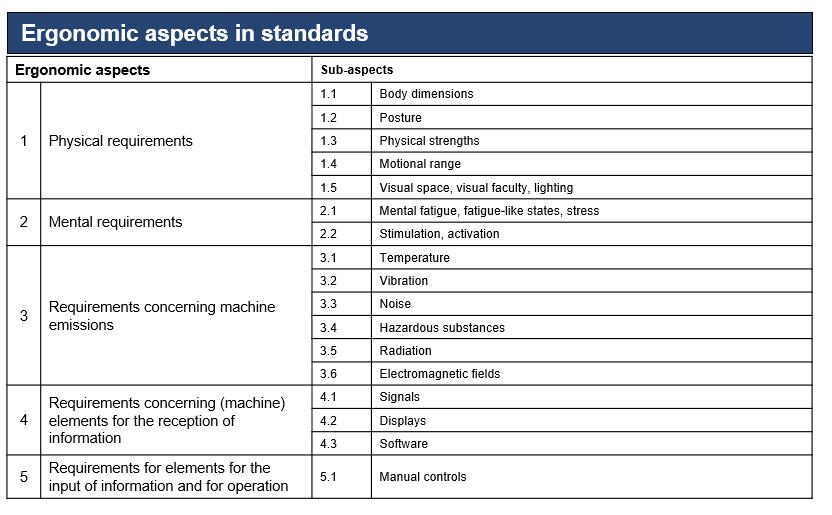 Ergonomic aspects in standards
Ergonomic aspects
Sub-aspects
1
Physical requirements
1.1 Body dimensions
1.2 Posture
1.3 Physical strengths
1.4 Motional range
1.5 Visual space, visual faculty, lighting
2
Mental requirements
2.1 Mental fatigue, fatigue-like states, stress
2.2 Stimulation, activation
3
Requirements concerning machine
emissions
3.1 Temperature
3.2 Vibration
3.3 Noise
3.4 Hazardous substances
3.5 Radiation
3.6 Electromagnetic fields
4
Requirements concerning (machine)
elements for the reception of
information
4.1 Signals
4.2 Displays
4.3 Software
5
Requirements for elements for the
input of information and for operation
5.1 Manual controls